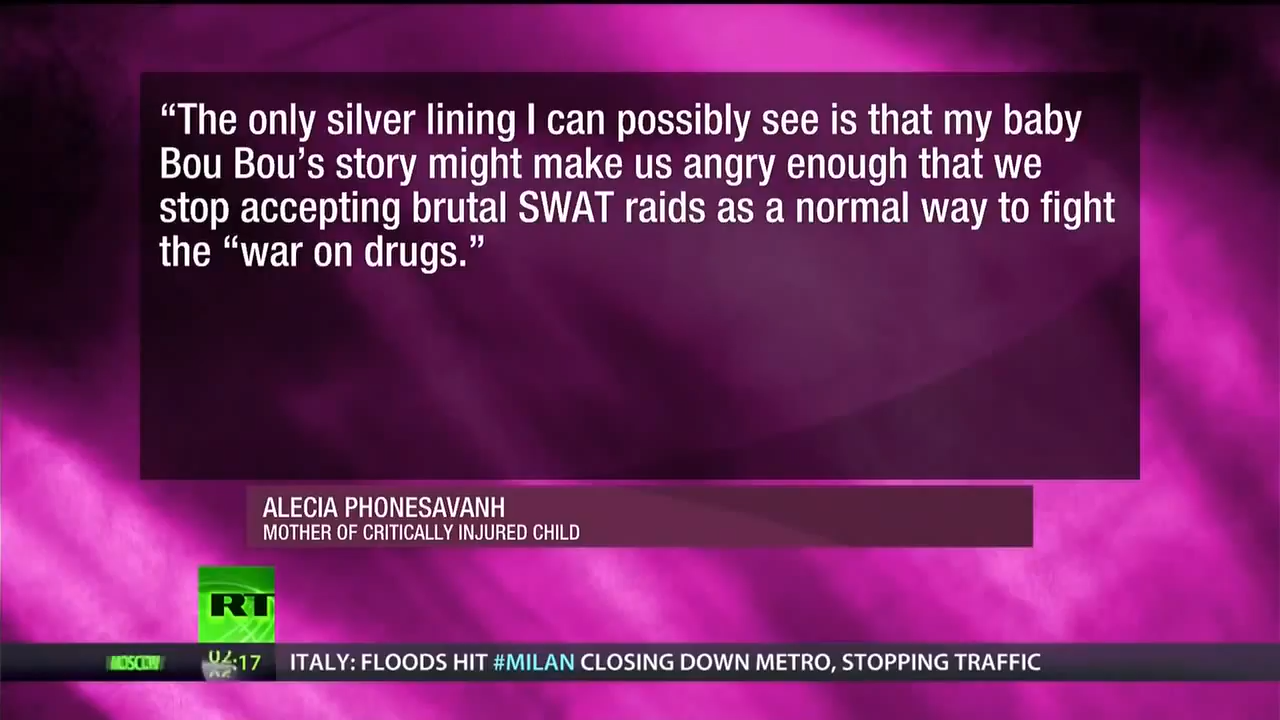 “The only silver lining I can possibly see is that my baby
Bou Bou’s story might make us angry enough that we
stop accepting brutal SWAT raids as a normal way to fight
the “war on drugs.”
ALECIA PHONESAVANH
MOTHER OF CRITICALLY INJURED CHILD
RT
MOSCOW
:17
ITALY: FLOODS HIT #MILAN CLOSING DOWN METRO, STOPPING TRAFFIC